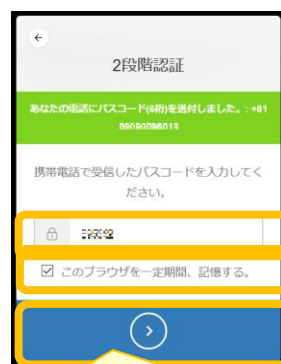 2段階認証
あなたの電話にパスコード(6桁)を送付しました。: +81
携帯電話で受信したパスコードを入力してく
ださい。
このブラウザを一定期間、記憶する。